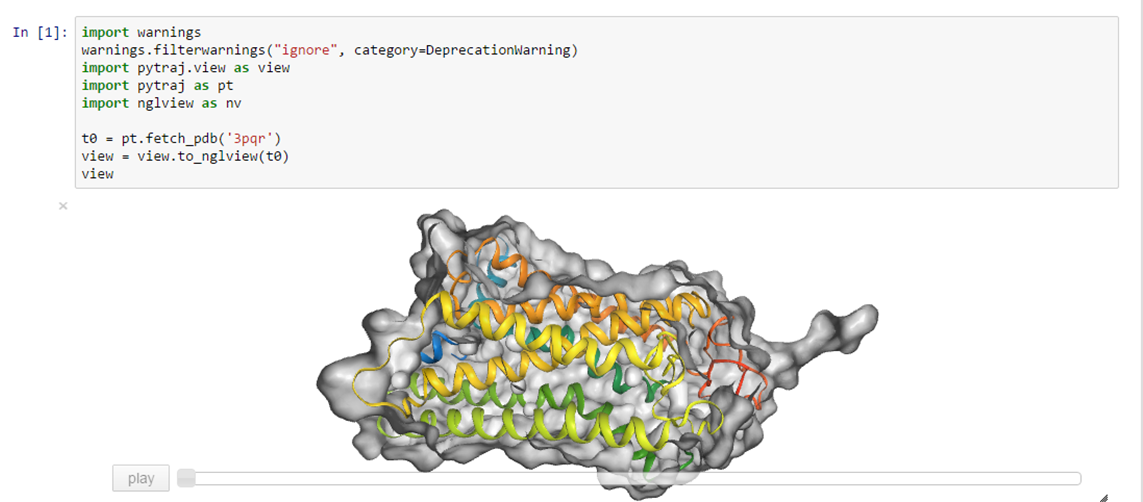 In [1]: import warnings
warnings.filterwarnings("ignore", category=DeprecationWarning)
import pytraj.view as view
import pytraj as pt
import nglview as nv
t0 = pt.fetch_pdb('3pqr')
view = view.to_nglview(t0)
view
×
play